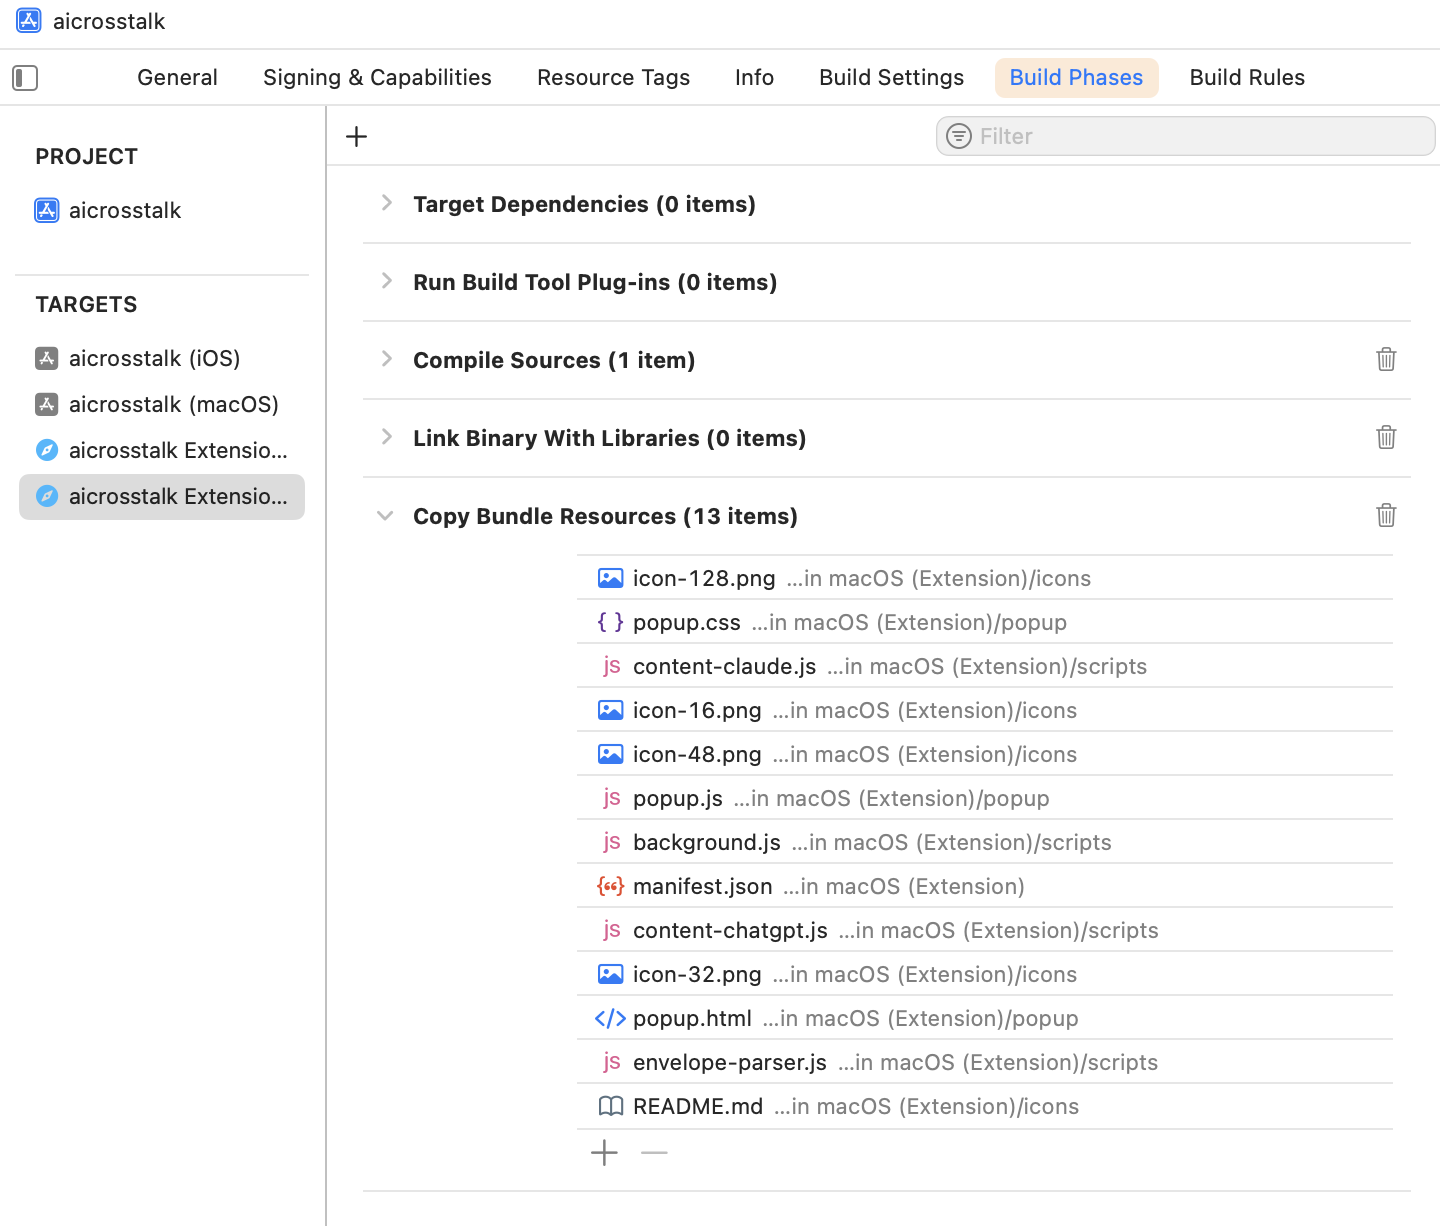 aicrosstalk
General Signing & Capabilities Resource Tags Info Build Settings Build Phases Build Rules
Filter
PROJECT
aicrosstalk
TARGETS
aicrosstalk (iOS)
aicrosstalk (macOS)
aicrosstalk Extensio...
aicrosstalk Extensio...
Target Dependencies (0 items)
Run Build Tool Plug-ins (0 items)
Compile Sources (1 item)
Link Binary With Libraries (0 items)
Copy Bundle Resources (13 items)
icon-128.png ...in macOS (Extension)/icons
{ } popup.css ...in macOS (Extension)/popup
js content-claude.js ...in macOS (Extension)/scripts
icon-16.png ...in macOS (Extension)/icons
icon-48.png ...in macOS (Extension)/icons
js popup.js ...in macOS (Extension)/popup
js background.js ...in macOS (Extension)/scripts
{“} manifest.json ...in macOS (Extension)
js content-chatgpt.js ...in macOS (Extension)/scripts
icon-32.png ...in macOS (Extension)/icons
</> popup.html ...in macOS (Extension)/popup
js envelope-parser.js ...in macOS (Extension)/scripts
README.md ...in macOS (Extension)/icons